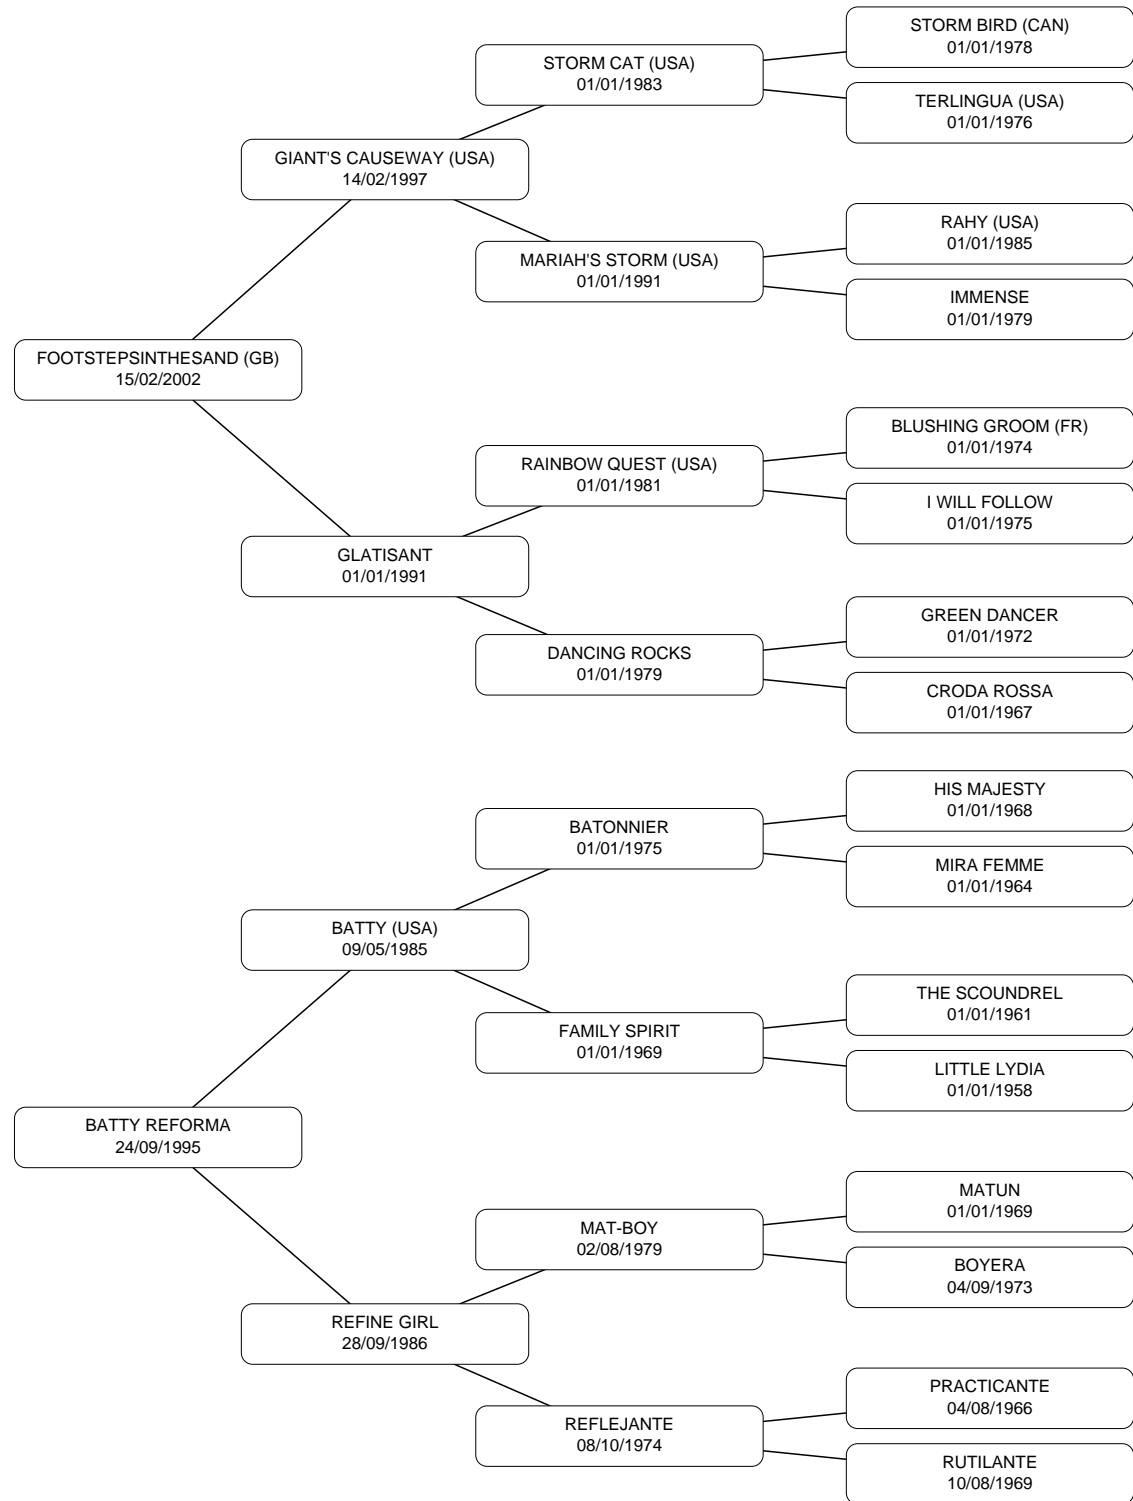 STORM BIRD (CAN)
01/01/1978
STORM CAT (USA)
01/01/1983
TERLINGUA (USA)
01/01/1976
GIANT'S CAUSEWAY (USA)
14/02/1997
RAHY (USA)
01/01/1985
MARIAH'S STORM (USA)
01/01/1991
IMMENSE
01/01/1979
FOOTSTEPSINTHESAND (GB)
15/02/2002
BLUSHING GROOM (FR)
01/01/1974
RAINBOW QUEST (USA)
01/01/1981
I WILL FOLLOW
01/01/1975
GLATISANT
01/01/1991
GREEN DANCER
01/01/1972
DANCING ROCKS
01/01/1979
CRODA ROSSA
01/01/1967
HIS MAJESTY
01/01/1968
BATONNIER
01/01/1975
MIRA FEMME
01/01/1964
BATTY (USA)
09/05/1985
THE SCOUNDREL
01/01/1961
FAMILY SPIRIT
01/01/1969
LITTLE LYDIA
01/01/1958
BATTY REFORMA
24/09/1995
MATUN
01/01/1969
MAT-BOY
02/08/1979
BOYERA
04/09/1973
REFINE GIRL
28/09/1986
PRACTICANTE
04/08/1966
REFLEJANTE
08/10/1974
RUTILANTE
10/08/1969